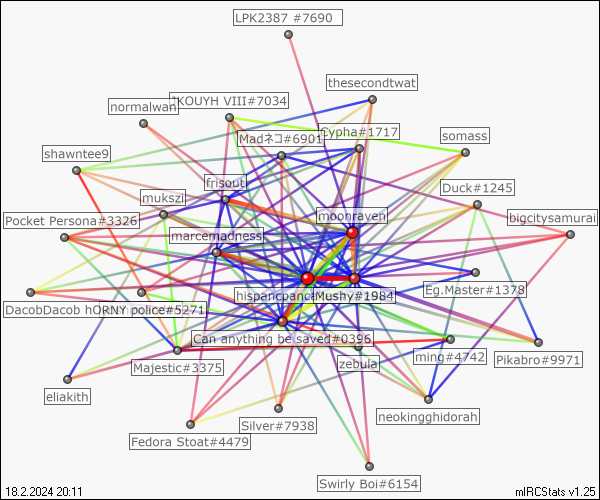 LPK2387 #7690
thesecondtwat
KOUYH VIII#7034
normalwan
Cypha#1717
Madネコ#6901
somass
shawntee9
frisout
Duck#1245
mukszi
moonraven
Pocket Persona#3326
bigcitysamurai
marcemadness
Eg.Master#1378
Mushy#1984
DacobDacob
police#5271
Can anything be saved#0396
ming#4742
Pikabro#9971
zebula
Majestic#3375
eliakith
neokingghidorah
Silver#7938
Fedora Stoat#4479
Swirly Boi#6154
18.2.2024 20:11
mIRCStats v1.25